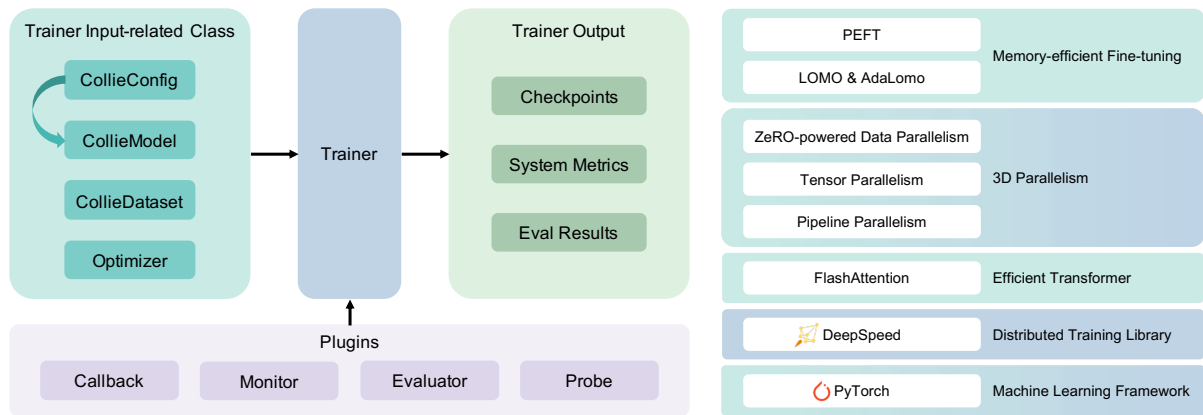 Trainer Input-related Class
CollieConfig
CollieModel
CollieDataset
Optimizer
Trainer
Trainer Output
Checkpoints
System Metrics
Eval Results
Plugins
Callback
Monitor
Evaluator
Probe
PEFT
LOMO & AdaLomo
Memory-efficient Fine-tuning
ZeRO-powered Data Parallelism
Tensor Parallelism
Pipeline Parallelism
3D Parallelism
FlashAttention
Efficient Transformer
DeepSpeed
Distributed Training Library
PyTorch
Machine Learning Framework